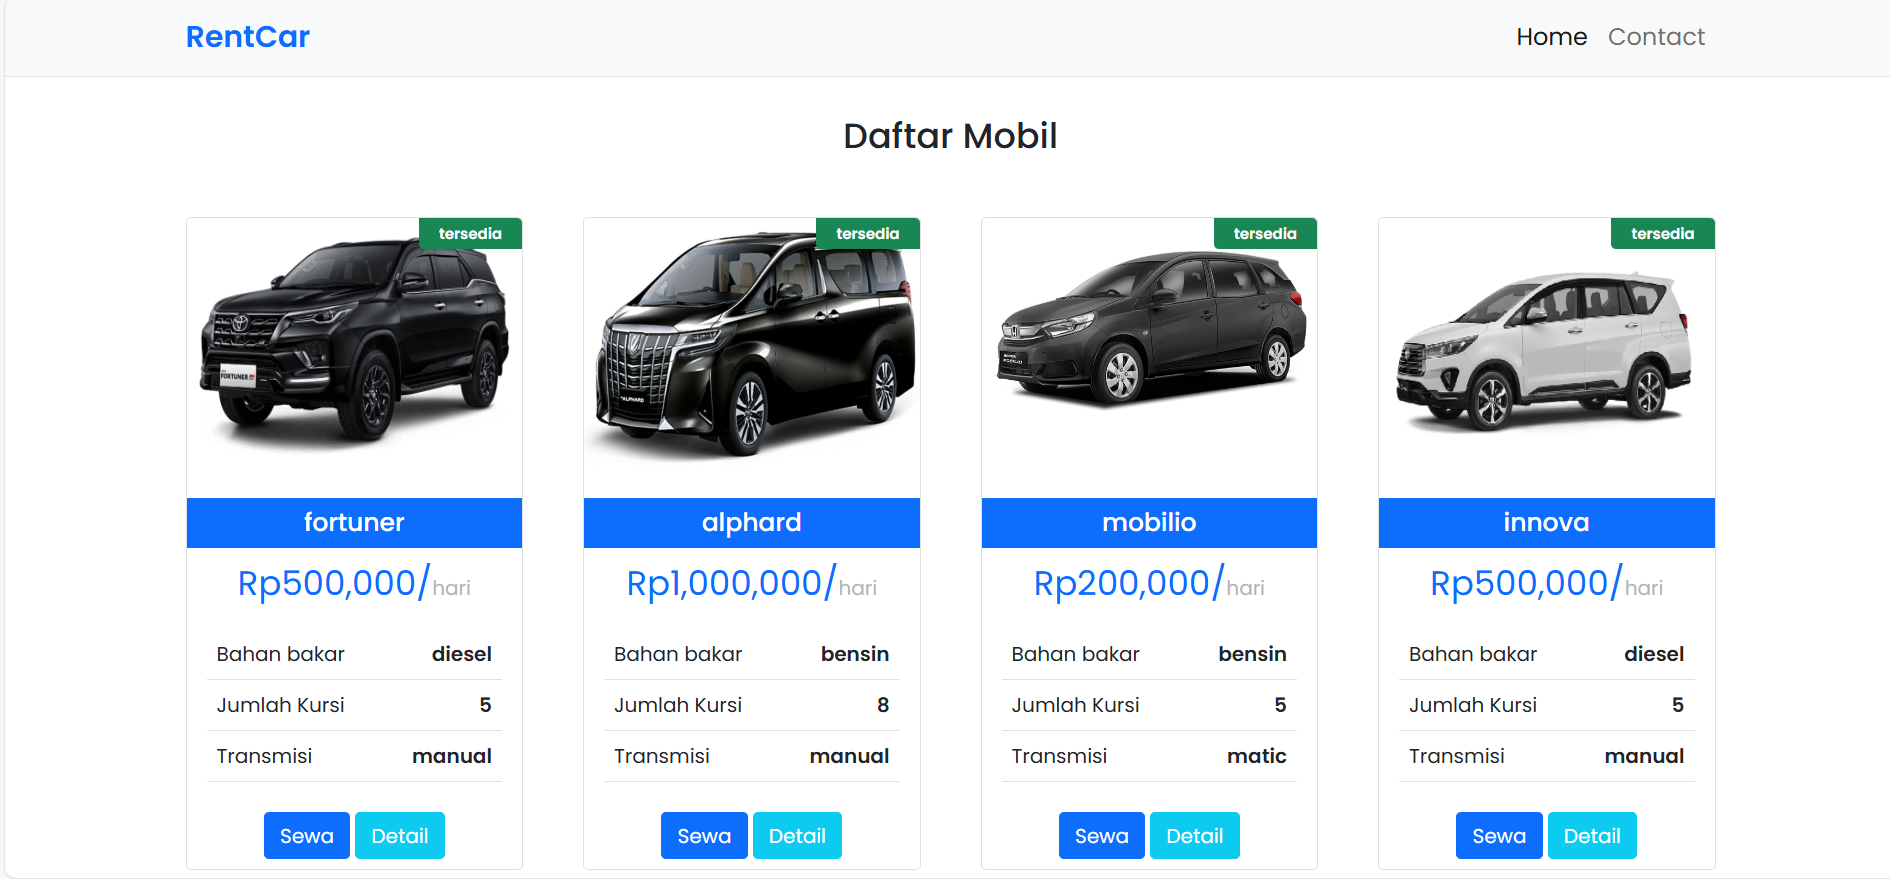 RentCar
Home Contact
Daftar Mobil
tersedia
FORTUNER
fortuner
Rp500,000/hari
Bahan bakar diesel
Jumlah Kursi 5
Transmisi manual
Sewa Detail
tersedia
ALPHARD
alphard
Rp1,000,000/hari
Bahan bakar bensin
Jumlah Kursi 8
Transmisi manual
Sewa Detail
tersedia
mobilio
Rp200,000/hari
Bahan bakar bensin
Jumlah Kursi 5
Transmisi matic
Sewa Detail
tersedia
innova
Rp500,000/hari
Bahan bakar diesel
Jumlah Kursi 5
Transmisi manual
Sewa Detail